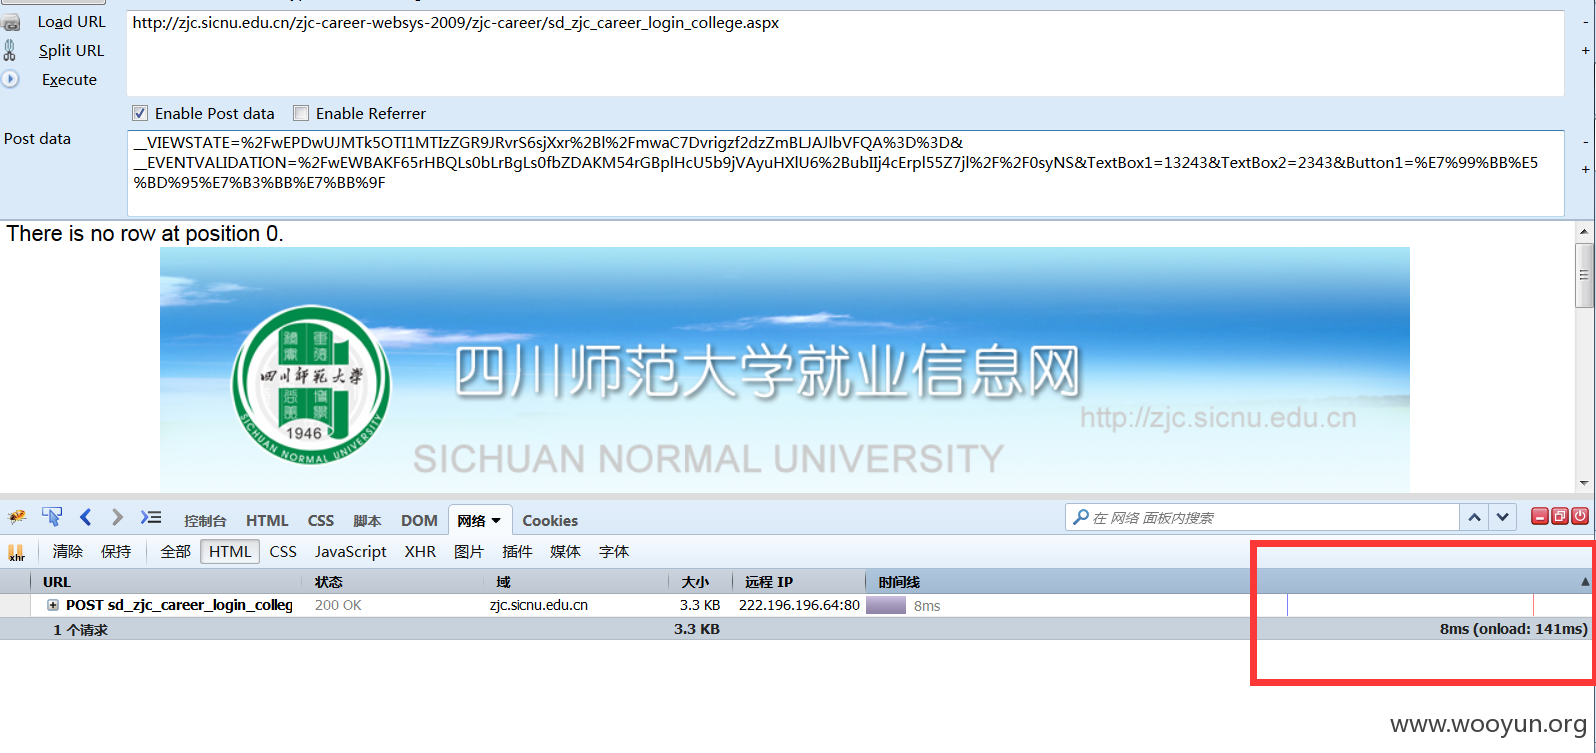 Load URL
http://zjc.sicnu.edu.cn/zjc-career-websys-2009/zjc-career/sd_zjc_career_login_college.aspx
Split URL
Execute
Enable Post data Enable Referrer
Post data
__VIEWSTATE=%2FwEPDwUJMTk5OTI1MTIzZGR9JRvrS6sjXxr%2Bl%2FmwaC7Dvrigzf2dzZmBLJAJlbVFQA%3D%3D&
__EVENTVALIDATION=%2FwEWBAKF65rHBQLs0bLrBgLs0fbZDAKM54rGBplHcU5b9jVAyuHXlU6%2BubIIj4cErpl55Z7jl%2F%2F0syNS&TextBox1=13243&TextBox2=2343&Button1=%E7%99%BB%E5
%BD%95%E7%B3%BB%E7%BB%9F
There is no row at position 0.
四川师范大学
1946
SICHUAN NORMAL UNIVERSITY
四川师范大学就业信息网
http://zjc.sicnu.edu.cn
SICHUAN NORMAL UNIVERSITY
控制台 HTML CSS 脚本 DOM 网络 Cookies
在 网络 面板内搜索
xhr 清除 保持 全部 HTML CSS JavaScript XHR 图片 插件 媒体 字体
URL 状态 域 大小 远程 IP 时间线
POST sd_zjc_career_login_colleg 200 OK zjc.sicnu.edu.cn 3.3 KB 222.196.196.64:80 8ms
1 个请求 3.3 KB 8ms (onload: 141ms)
www.wooyun.org